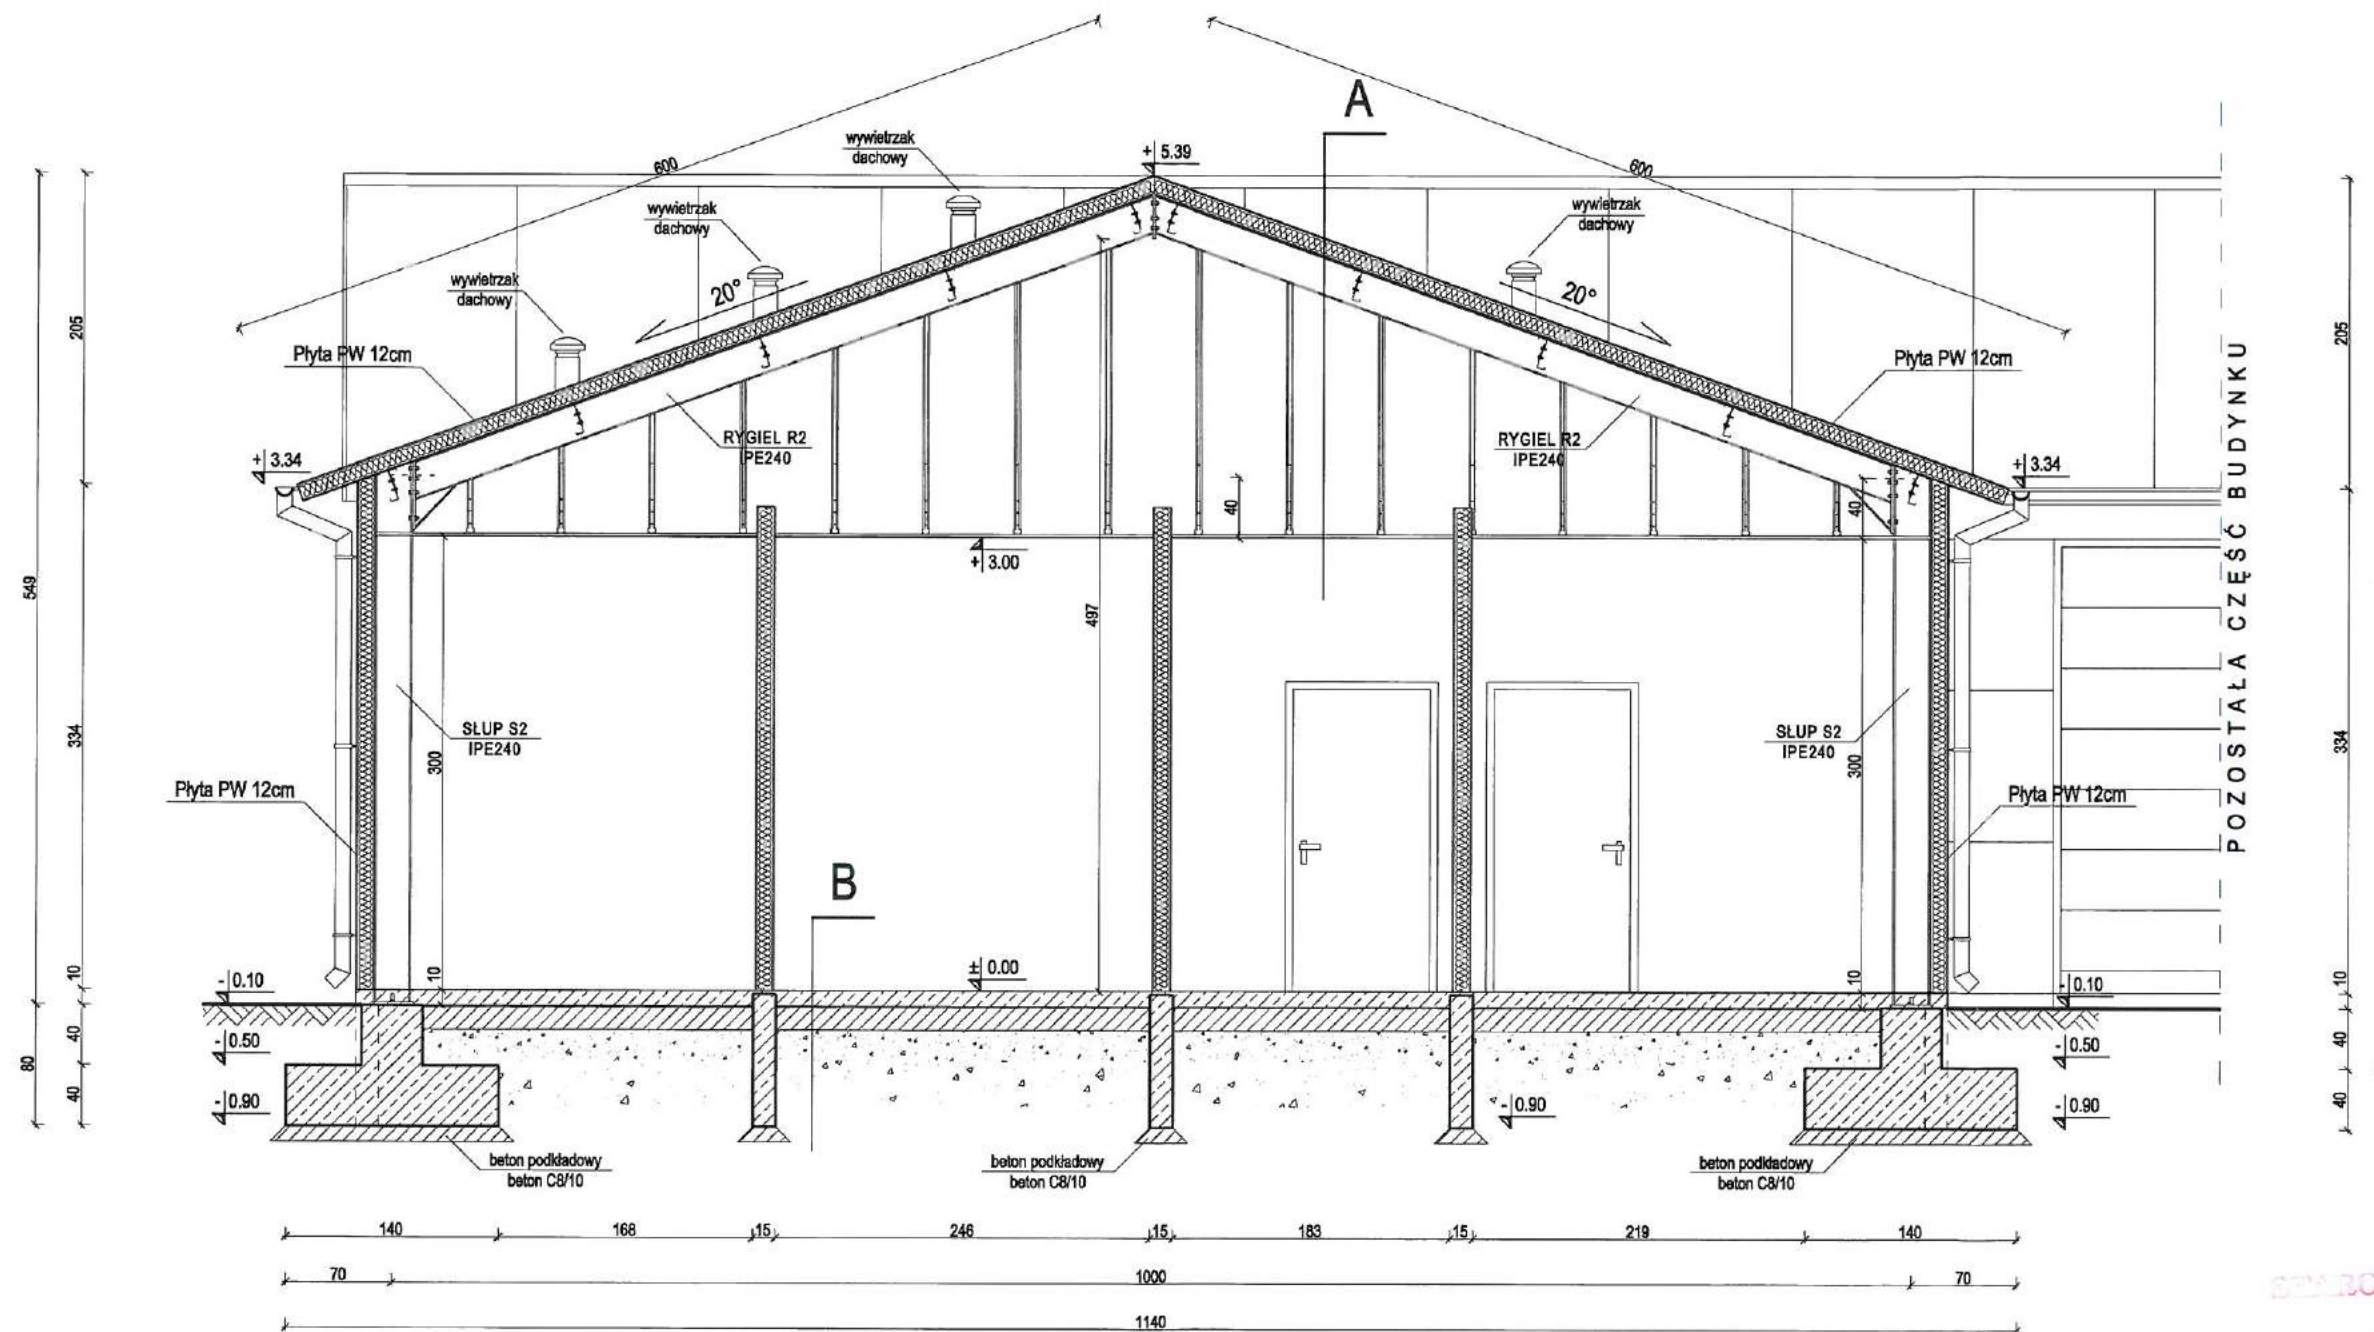 A
wywietrzak
dachowy
+ 5.39
600
600
wywietrzak
dachowy
wywietrzak
dachowy
wywietrzak
dachowy
20°
20°
205
205
Płyta PW 12cm
Płyta PW 12cm
RYGIEL R2
IPE240
RYGIEL R2
IPE240
+ 3.34
+ 3.34
40
40
+ 3.00
549
497
POZOSTAŁA CZĘŚĆ BUDYNKU
334
334
SŁUP S2
IPE240
SŁUP S2
IPE240
300
300
Płyta PW 12cm
Płyta PW 12cm
B
± 0.00
10
10
10
10
- 0.10
- 0.10
40
40
- 0.50
- 0.50
80
40
40
- 0.90
- 0.90
- 0.90
beton podkładowy
beton C8/10
beton podkładowy
beton C8/10
beton podkładowy
beton C8/10
140 168 15 246 15 183 15 219 140
70 1000 70
1140